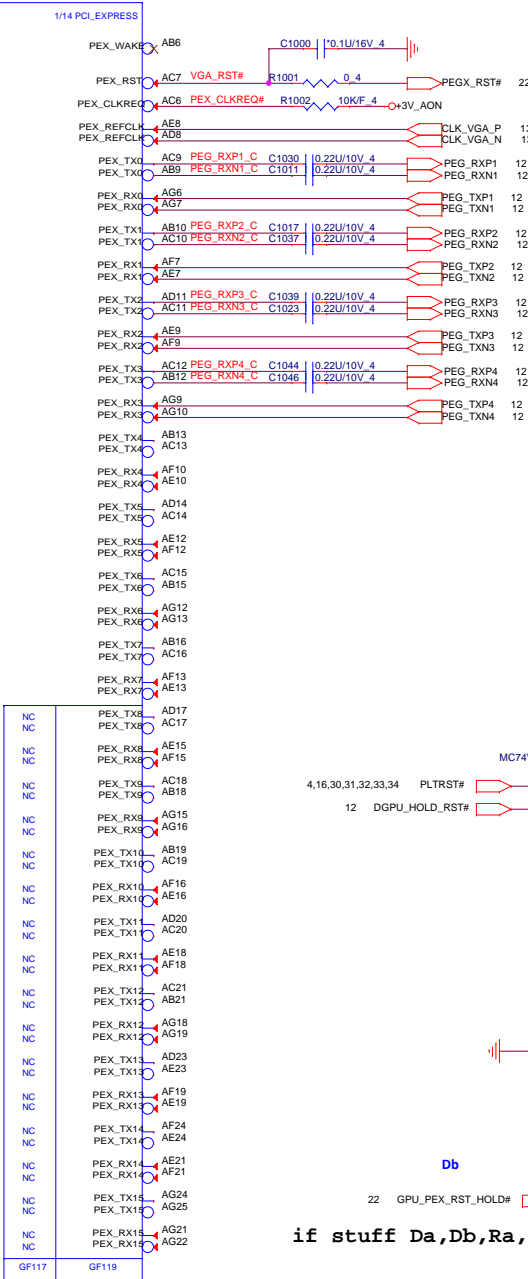 1/14 PCI_EXPRESS
PEX_WAKE AB6 C1000 *0.1U/16V_4
PEX_RST AC7 VGA_RST# R1001 0_4 PEGX_RST# 22
PEX_CLKREQ AC6 PEX_CLKREQ# R1002 10K/F_4 +3V_AON
PEX_REFCLK AE8 CLK_VGA_P 13
PEX_REFCLK AD8 CLK_VGA_N 13
PEX_TX0 AC9 PEG_RXP1_C C1030 0.22U/10V_4 PEG_RXP1 12
PEX_TX0 AB9 PEG_RXN1_C C1011 0.22U/10V_4 PEG_RXN1 12
PEX_RX0 AG6 PEG_TXP1 12
PEX_RX0 AG7 PEG_TXN1 12
PEX_TX1 AB10 PEG_RXP2_C C1017 0.22U/10V_4 PEG_RXP2 12
PEX_TX1 AC10 PEG_RXN2_C C1037 0.22U/10V_4 PEG_RXN2 12
PEX_RX1 AF7 PEG_TXP2 12
PEX_RX1 AE7 PEG_TXN2 12
PEX_TX2 AD11 PEG_RXP3_C C1039 0.22U/10V_4 PEG_RXP3 12
PEX_TX2 AC11 PEG_RXN3_C C1023 0.22U/10V_4 PEG_RXN3 12
PEX_RX2 AE9 PEG_TXP3 12
PEX_RX2 AF9 PEG_TXN3 12
PEX_TX3 AC12 PEG_RXP4_C C1044 0.22U/10V_4 PEG_RXP4 12
PEX_TX3 AB12 PEG_RXN4_C C1046 0.22U/10V_4 PEG_RXN4 12
PEX_RX3 AG9 PEG_TXP4 12
PEX_RX3 AG10 PEG_TXN4 12
PEX_TX4 AB13
PEX_TX4 AC13
PEX_RX4 AF10
PEX_RX4 AE10
PEX_TX5 AD14
PEX_TX5 AC14
PEX_RX5 AE12
PEX_RX5 AF12
PEX_TX6 AC15
PEX_TX6 AB15
PEX_RX6 AG12
PEX_RX6 AG13
PEX_TX7 AB16
PEX_TX7 AC16
PEX_RX7 AF13
PEX_RX7 AE13
NC PEX_TX8 AD17
NC PEX_TX8 AC17
NC PEX_RX8 AE15
NC PEX_RX8 AF15
MC74
NC PEX_TX9 AC18
NC PEX_TX9 AB18
4,16,30,31,32,33,34 PLTRST#
12 DGPU_HOLD_RST#
NC PEX_RX9 AG15
NC PEX_RX9 AG16
NC PEX_TX10 AB19
NC PEX_TX10 AC19
NC PEX_RX10 AF16
NC PEX_RX10 AE16
NC PEX_TX11 AD20
NC PEX_TX11 AC20
NC PEX_RX11 AE18
NC PEX_RX11 AF18
NC PEX_TX12 AC21
NC PEX_TX12 AB21
NC PEX_RX12 AG18
NC PEX_RX12 AG19
NC PEX_TX13 AD23
NC PEX_TX13 AE23
NC PEX_RX13 AF19
NC PEX_RX13 AE19
NC PEX_TX14 AF24
NC PEX_TX14 AE24
NC PEX_RX14 AE21
NC PEX_RX14 AF21
Db
NC PEX_TX15 AG24
NC PEX_TX15 AG25
22 GPU_PEX_RST_HOLD#
NC PEX_RX15 AG21
NC PEX_RX15 AG22
if stuff Da,Db,Ra,
GF117 GF119